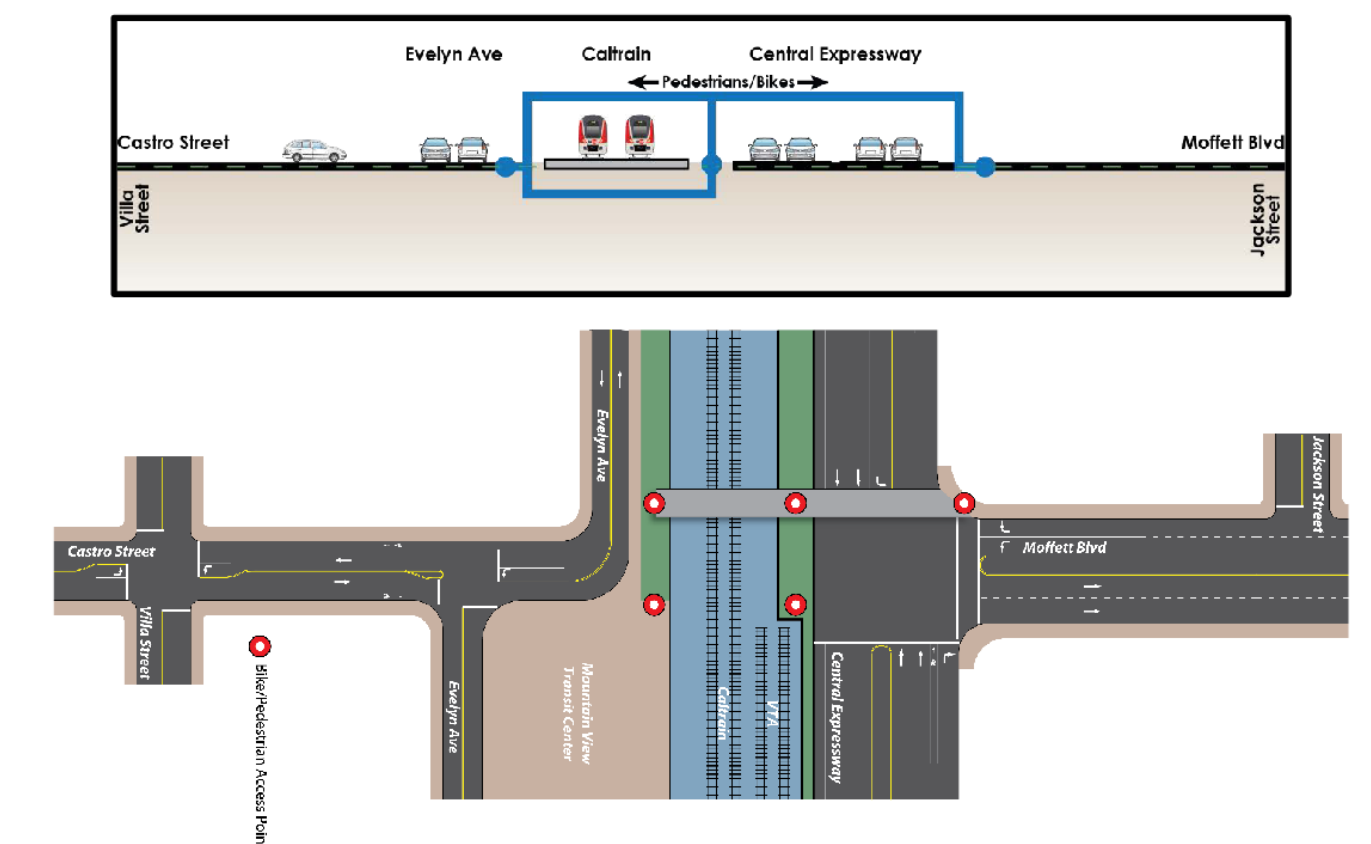 Evelyn Ave
Caltrain
Central Expressway
Pedestrians/Bikes
Castro Street
Moffett Blvd
Villa
Street
Jackson
Street
Evelyn Ave
Jackson Street
Castro Street
Moffett Blvd
Villa Street
Bike/Pedestrian Access Poin
Evelyn Ave
Mountain View
Transit Center
Caltrain
VTA
Central Expressway